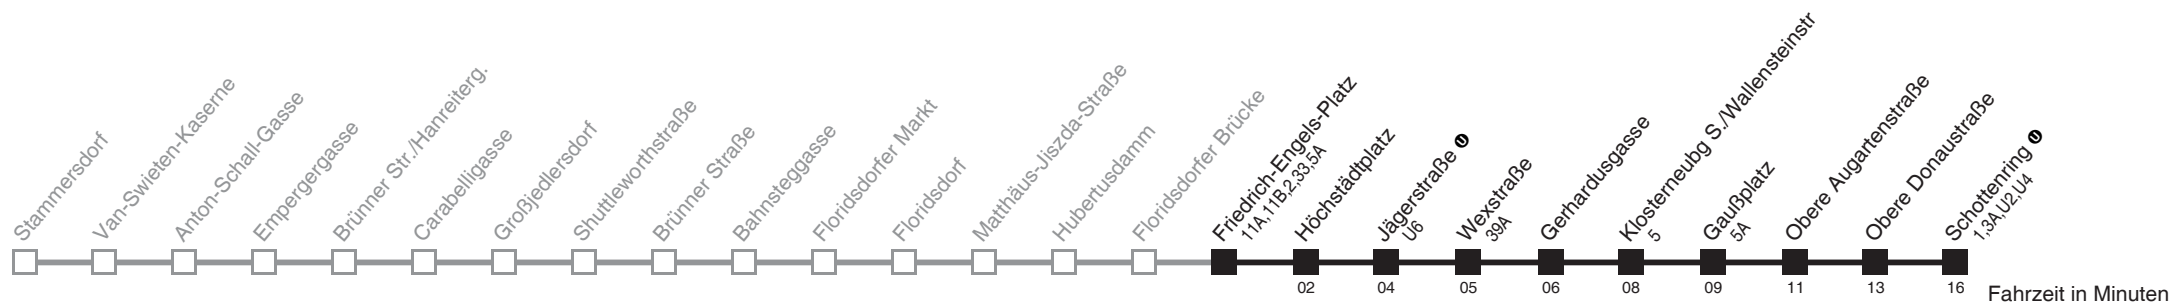 Stammersdorf
Van-Swieten-Kaserne
Anton-Schall-Gasse
Empergergasse
Brünner Str./Hanreiterg.
Carabelligasse
Großjedlersdorf
Shuttleworthstraße
Brünner Straße
Bahnsteggasse
Floridsdorfer Markt
Floridsdorf
Matthäus-Jiszda-Straße
Hubertusdamm
Floridsdorfer Brücke
Friedrich-Engels-Platz
11A,11B,2,33,5A
Höchstädtplatz
Jägerstraße U
U6
Wexstraße
39A
Gerhardusgasse
Klosterneubg S./Wallensteinstr
5
Gaußplatz
5A
Obere Augartenstraße
Obere Donaustraße
Schottenring U
1,3A,U2,U4
02 04 05 06 08 09 11 13 16
Fahrzeit in Minuten